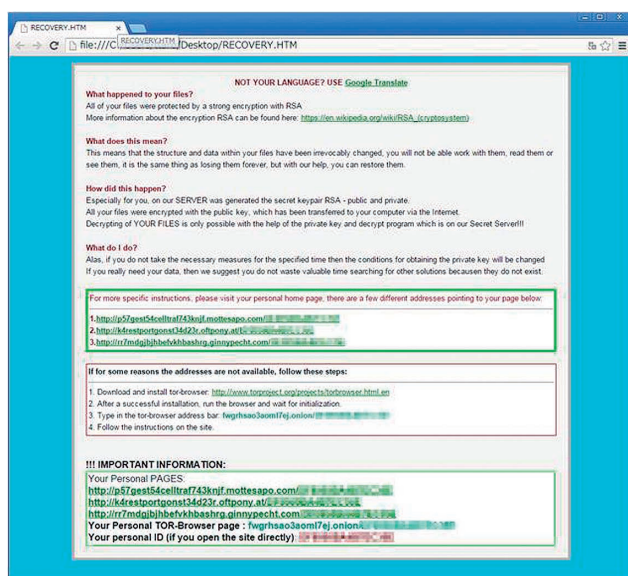 RECOVERY.HTM
RECOVERY.HTM
file:///C /Desktop/RECOVERY.HTM
NOT YOUR LANGUAGE? USE Google Translate
What happened to your files?
All of your files were protected by a strong encryption with RSA
More information about the encryption RSA can be found here: https://en.wikipedia.org/wiki/RSA_(cryptosystem)
What does this mean?
This means that the structure and data within your files have been irrevocably changed, you will not be able work with them, read them or
see them, it is the same thing as losing them forever, but with our help, you can restore them.
How did this happen?
Especially for you, on our SERVER was generated the secret keypair RSA - public and private.
All your files were encrypted with the public key, which has been transferred to your computer via the Internet.
Decrypting of YOUR FILES is only possible with the help of the private key and decrypt program which is on our Secret Server!!!
What do I do?
Alas, if you do not take the necessary measures for the specified time then the conditions for obtaining the private key will be changed
If you really need your data, then we suggest you do not waste valuable time searching for other solutions becausen they do not exist.
For more specific instructions, please visit your personal home page, there are a few different addresses pointing to your page below:
1.http://p57gest54celltraf743knjf.mottesapo.com/
2.http://k4restportgonst34d23r.oftpony.at/
3.http://rr7mdgjbjhbefvkhbashrg.ginnypecht.com/
If for some reasons the addresses are not available, follow these steps:
1. Download and install tor-browser: http://www.torproject.org/projects/torbrowser.html.en
2. After a successful installation, run the browser and wait for initialization.
3. Type in the tor-browser address bar: fwgrhsao3aoml7ej.onion/
4. Follow the instructions on the site.
!!! IMPORTANT INFORMATION:
Your Personal PAGES:
http://p57gest54celltraf743knjf.mottesapo.com/
http://k4restportgonst34d23r.oftpony.at/
http://rr7mdgjbjhbefvkhbashrg.ginnypecht.com/
Your Personal TOR-Browser page : fwgrhsao3aoml7ej.onion/
Your personal ID (if you open the site directly):